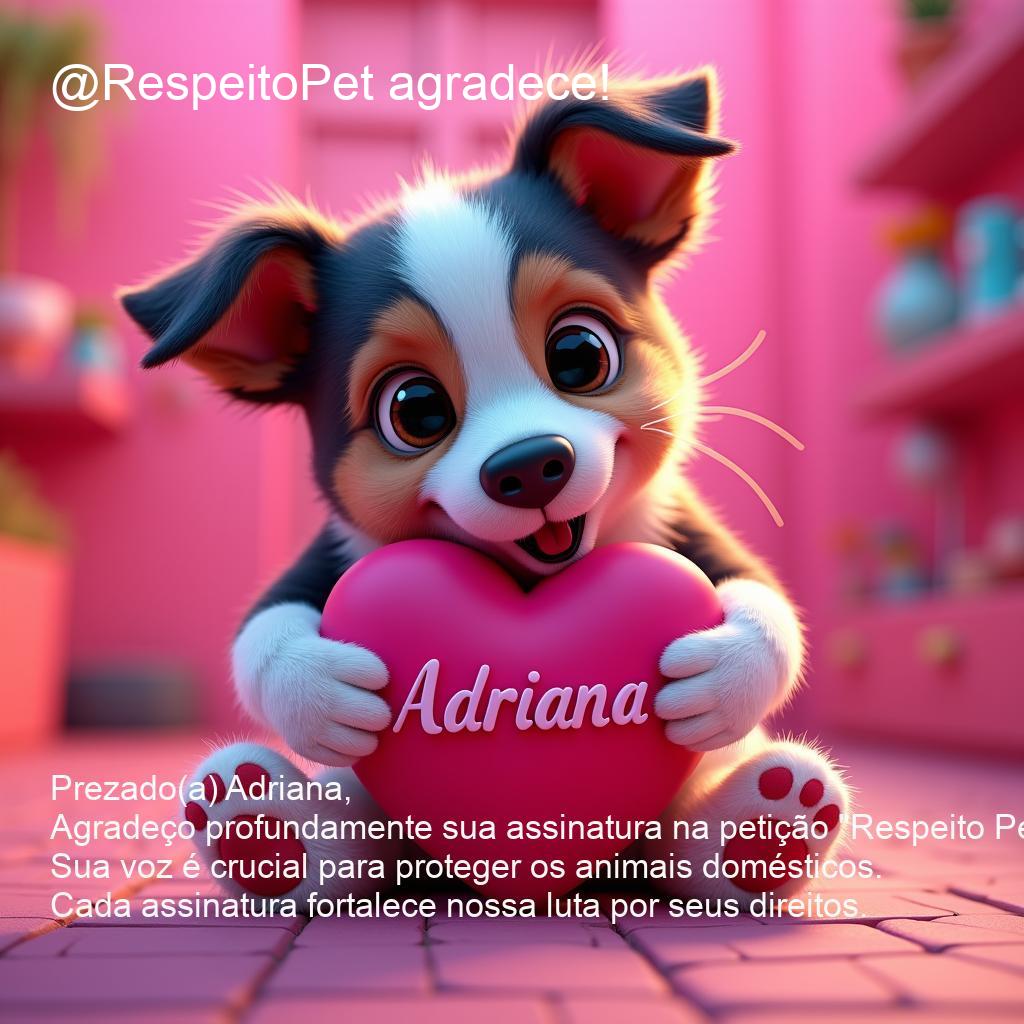 @RespeitoPet agradece!
Adriana
Prezado(a) Adriana,
Agradeço profundamente sua assinatura na petição "Respeito Pe
Sua voz é crucial para proteger os animais domésticos.
Cada assinatura fortalece nossa luta por seus direitos.